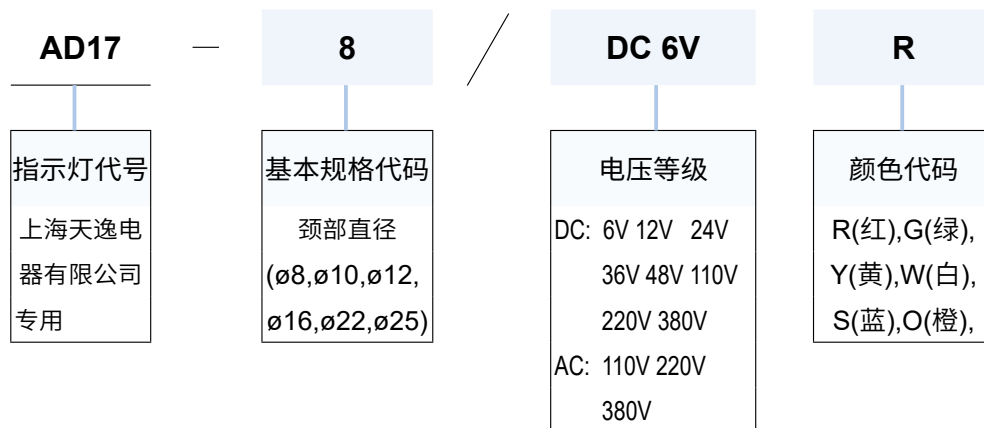 AD17 — 8 / DC 6V R
指示灯代号
上海天逸电
器有限公司
专用
基本规格代码
颈部直径
(ø8,ø10,ø12,
ø16,ø22,ø25)
电压等级
DC: 6V 12V 24V
36V 48V 110V
220V 380V
AC: 110V 220V
380V
颜色代码
R(红),G(绿),
Y(黄),W(白),
S(蓝),O(橙),